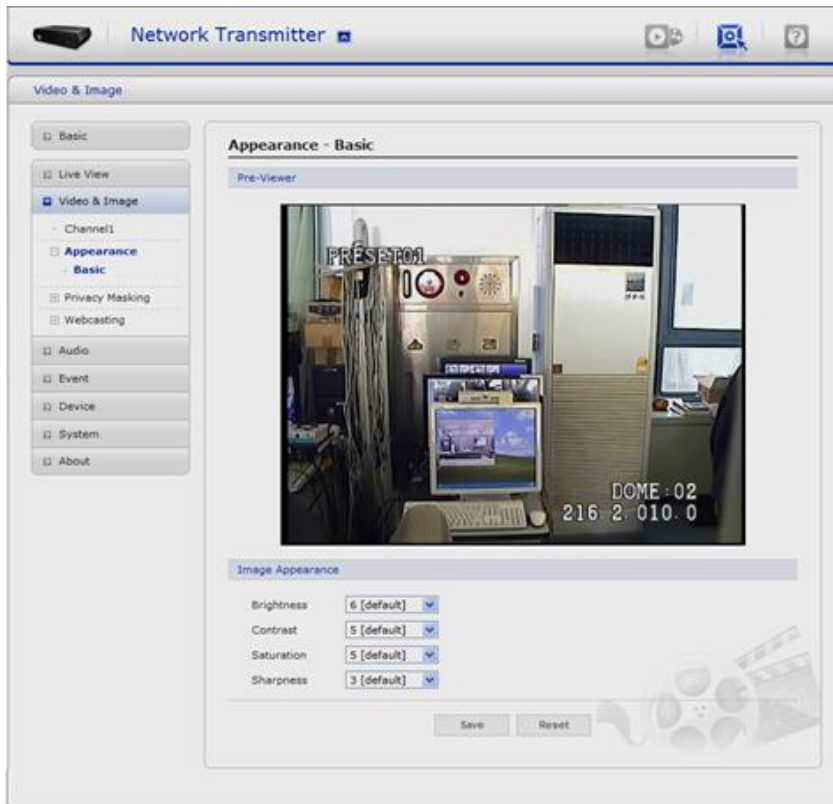 Network Transmitter
Video & Image
Basic
Live View
Video & Image
Channel1
Appearance
Basic
Privacy Masking
Webcasting
Audio
Event
Device
System
About
Appearance - Basic
Pre-Viewer
PRESET01
DOME:02
216.2.010.0
Image Appearance
Brightness 6 [default]
Contrast 5 [default]
Saturation 5 [default]
Sharpness 3 [default]
Save Reset